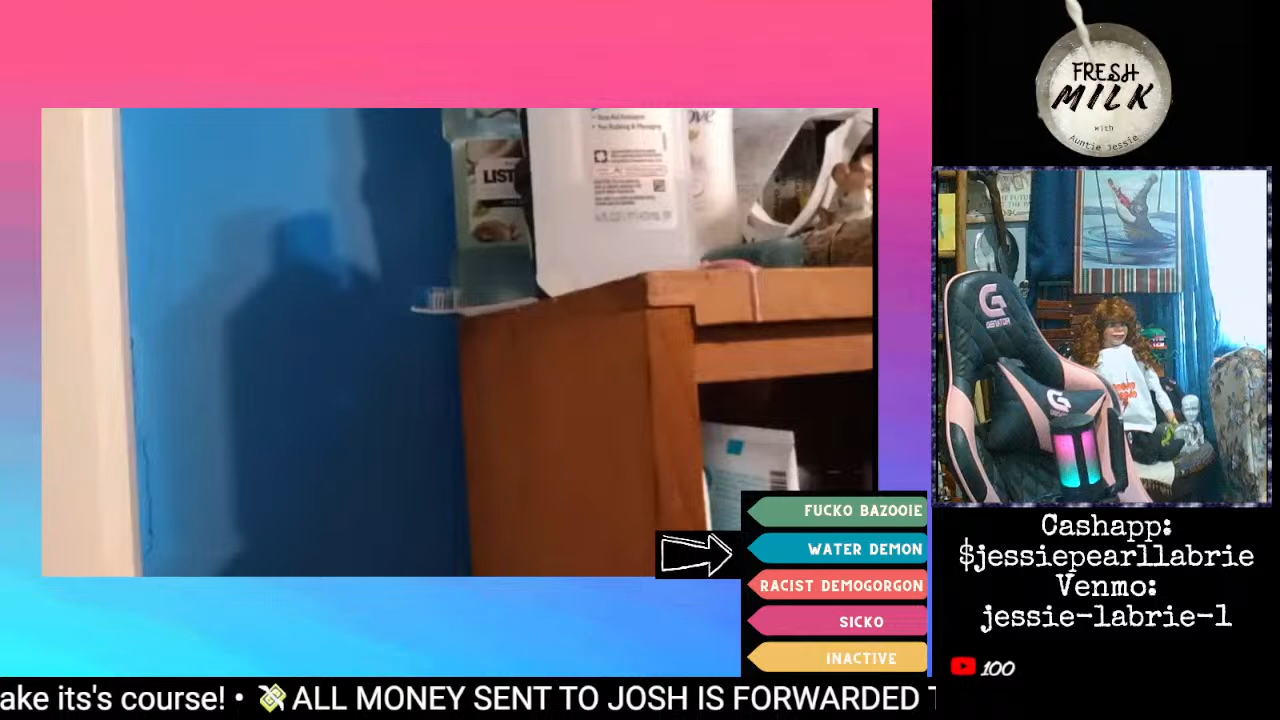 LIST
ove
FRESH
MILK
with
Auntie Jessie
G
G
FUCKO BAZOOIE
WATER DEMON
RACIST DEMOGORGON
SICKO
INACTIVE
Cashapp:
$jessiepearllabrie
Venmo:
jessie-labrie-1
100
ake its's course! • 💸ALL MONEY SENT TO JOSH IS FORWARDED T